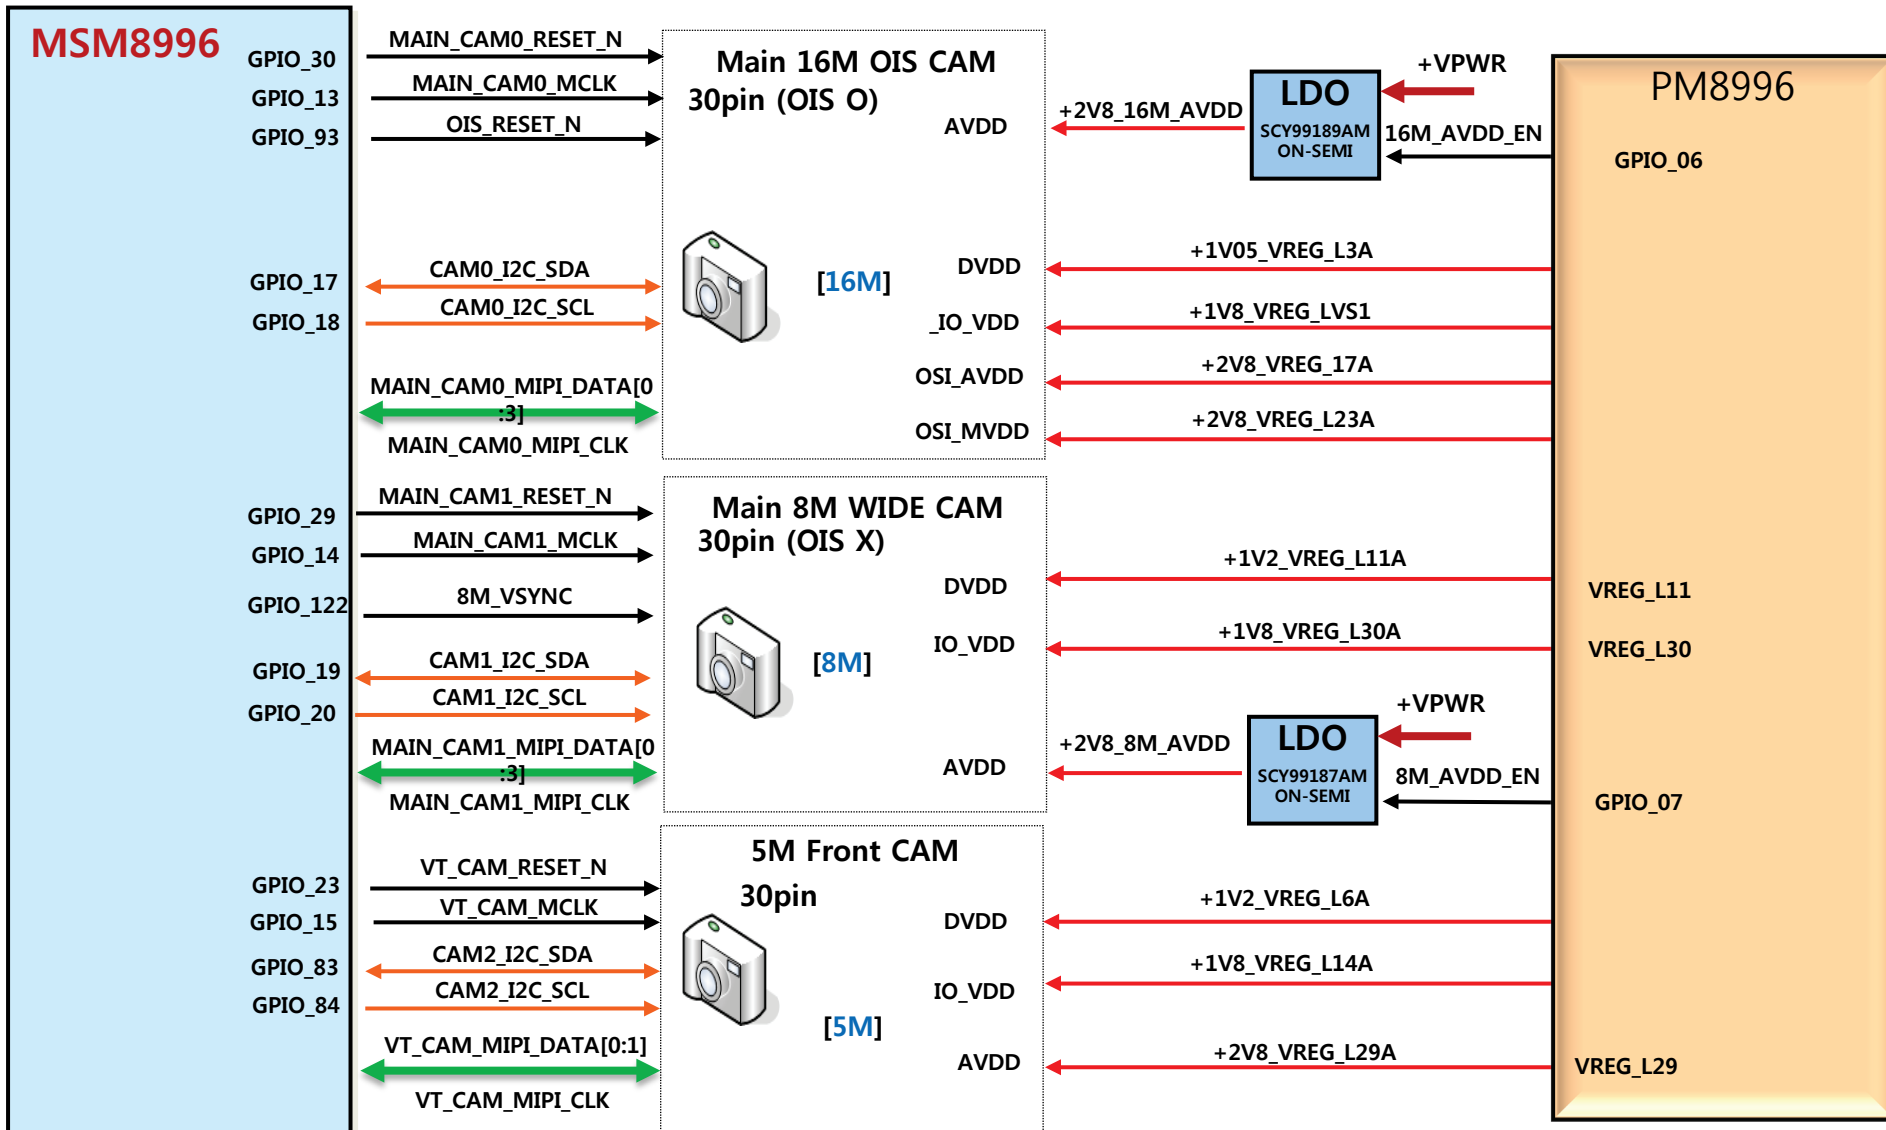 MSM8996
GPIO_30
GPIO_13
GPIO_93
GPIO_17
GPIO_18
GPIO_29
GPIO_14
GPIO_122
GPIO_19
GPIO_20
GPIO_23
GPIO_15
GPIO_83
GPIO_84
MAIN_CAM0_RESET_N
MAIN_CAM0_MCLK
OIS_RESET_N
CAM0_I2C_SDA
CAM0_I2C_SCL
MAIN_CAM0_MIPI_DATA[0
:3]
MAIN_CAM0_MIPI_CLK
MAIN_CAM1_RESET_N
MAIN_CAM1_MCLK
8M_VSYNC
CAM1_I2C_SDA
CAM1_I2C_SCL
MAIN_CAM1_MIPI_DATA[0
:3]
MAIN_CAM1_MIPI_CLK
VT_CAM_RESET_N
VT_CAM_MCLK
CAM2_I2C_SDA
CAM2_I2C_SCL
VT_CAM_MIPI_DATA[0:1]
VT_CAM_MIPI_CLK
Main 16M OIS CAM
30pin (OIS O)
AVDD
[16M]
DVDD
_IO_VDD
OSI_AVDD
OSI_MVDD
Main 8M WIDE CAM
30pin (OIS X)
DVDD
IO_VDD
[8M]
AVDD
5M Front CAM
30pin
DVDD
IO_VDD
[5M]
AVDD
+2V8_16M_AVDD
LDO
SCY99189AM
ON-SEMI
+VPWR
16M_AVDD_EN
+1V05_VREG_L3A
+1V8_VREG_LVS1
+2V8_VREG_17A
+2V8_VREG_L23A
+1V2_VREG_L11A
+1V8_VREG_L30A
+2V8_8M_AVDD
LDO
SCY99187AM
ON-SEMI
+VPWR
8M_AVDD_EN
+1V2_VREG_L6A
+1V8_VREG_L14A
+2V8_VREG_L29A
PM8996
GPIO_06
VREG_L11
VREG_L30
GPIO_07
VREG_L29